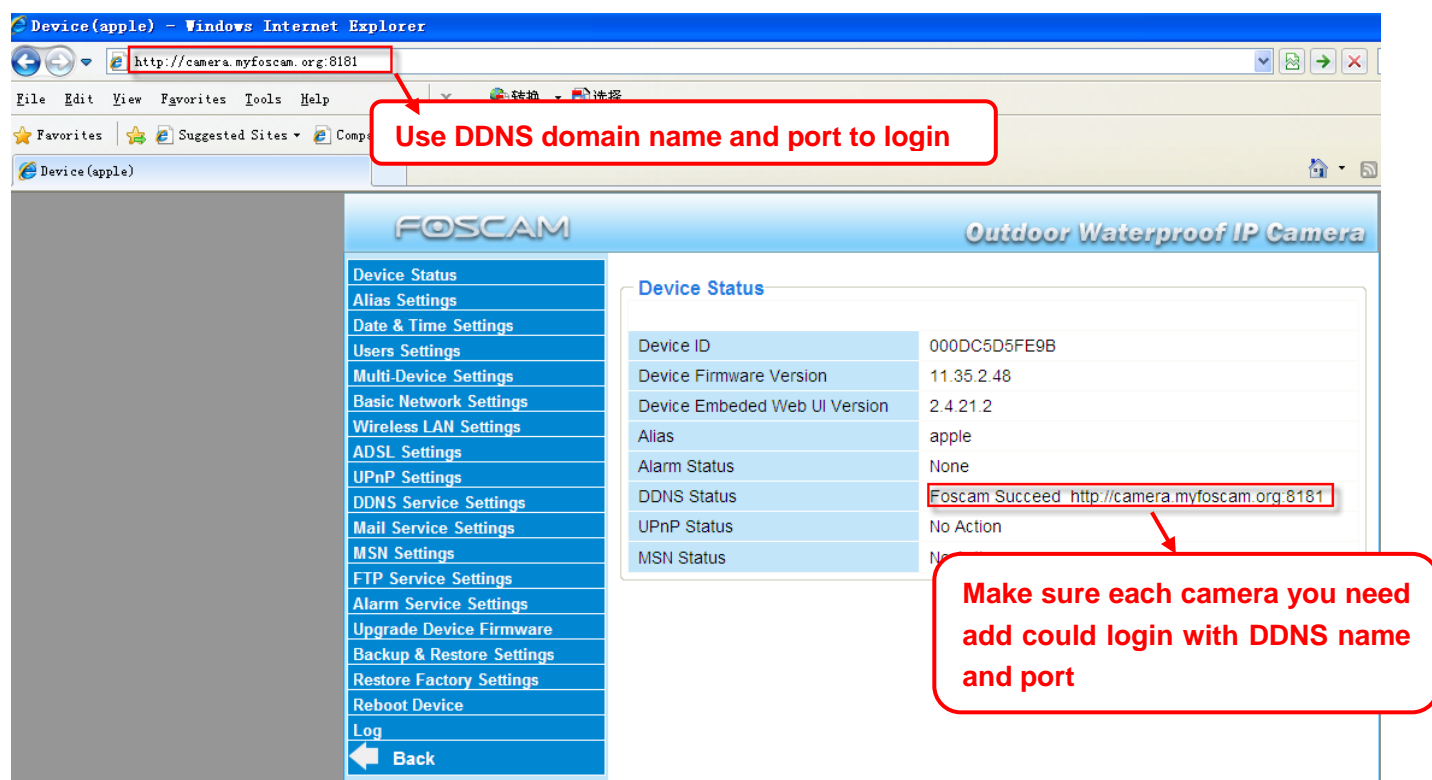 Device(apple) - Windows Internet Explorer
http://camera.myfoscam.org:8181
File Edit View Favorites Tools Help
转换 选择
Use DDNS domain name and port to login
Favorites Suggested Sites
Device(apple)
FOSCAM
Outdoor Waterproof IP Camera
Device Status
Alias Settings
Date & Time Settings
Users Settings
Multi-Device Settings
Basic Network Settings
Wireless LAN Settings
ADSL Settings
UPnP Settings
DDNS Service Settings
Mail Service Settings
MSN Settings
FTP Service Settings
Alarm Service Settings
Upgrade Device Firmware
Backup & Restore Settings
Restore Factory Settings
Reboot Device
Log
Back
Device Status
Device ID 000DC5D5FE9B
Device Firmware Version 11.35.2.48
Device Embeded Web UI Version 2.4.21.2
Alias apple
Alarm Status None
DDNS Status Foscam Succeed http://camera.myfoscam.org:8181
UPnP Status No Action
MSN Status
Make sure each camera you need
add could login with DDNS name
and port